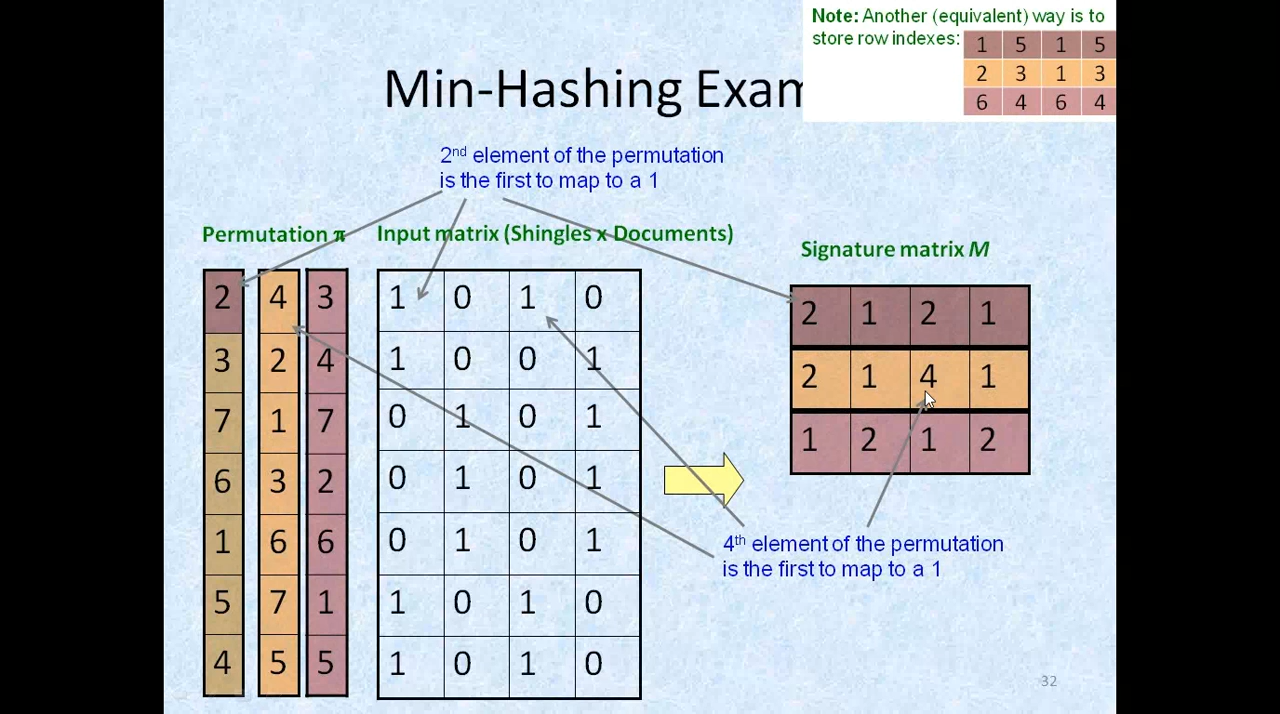 Note: Another (equivalent) way is to
store row indexes:
1 5 1 5
2 3 1 3
6 4 6 4
Min-Hashing Exam
2nd element of the permutation
is the first to map to a 1
Permutation π
Input matrix (Shingles x Documents)
Signature matrix M
2 4 3 1 0 1 0
3 2 4 1 0 0 1
7 1 7 0 1 0 1
6 3 2 0 1 0 1
1 6 6 0 1 0 1
5 7 1 1 0 1 0
4 5 5 1 0 1 0
2 1 2 1
2 1 4 1
1 2 1 2
4th element of the permutation
is the first to map to a 1
32